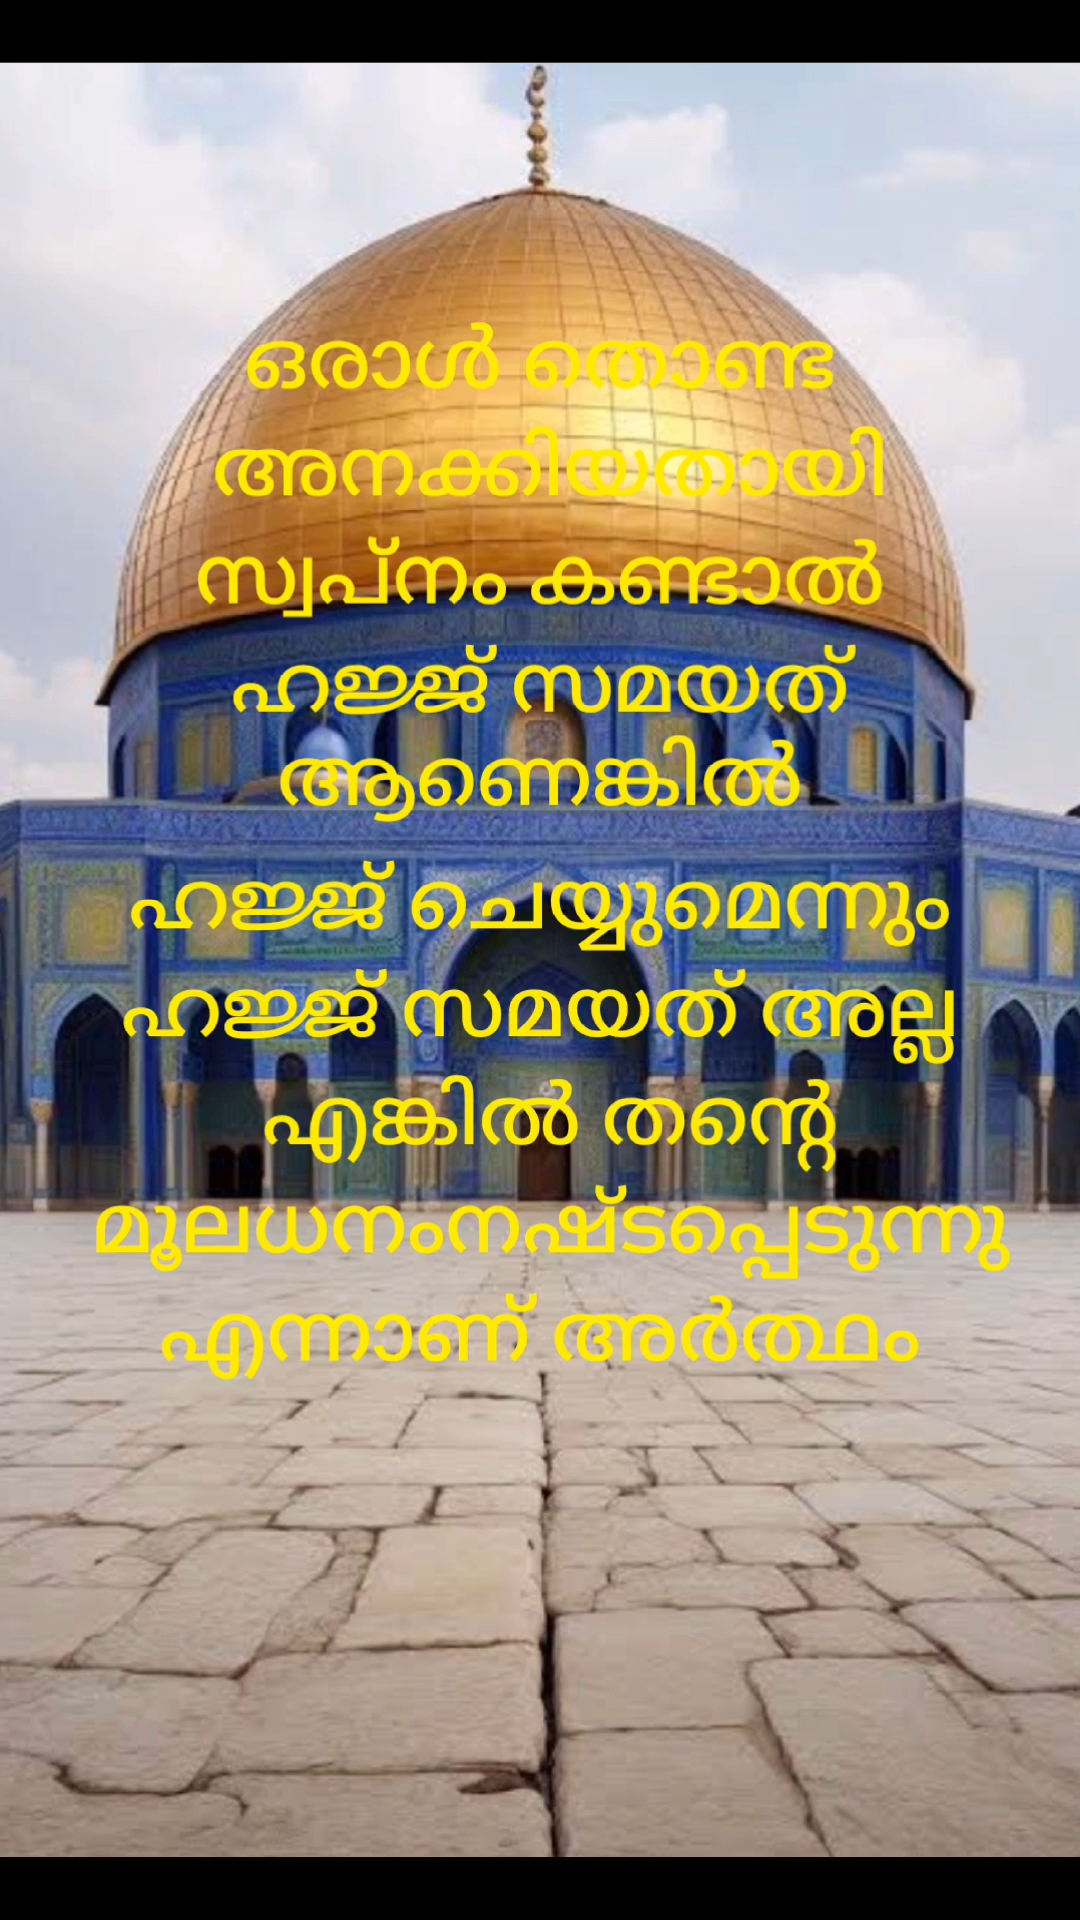 ഒരാൾ തൊണ്ട
അനക്കിയതായി
സ്വപ്നം കണ്ടാൽ
ഹജ്ജ് സമയത്
ആണെങ്കിൽ
ഹജ്ജ് ചെയ്യുമെന്നും
ഹജ്ജ് സമയത് അല്ല
എങ്കിൽ തന്റെ
മൂലധനംനഷ്ടപ്പെടുന്നു
എന്നാണ് അർത്ഥം